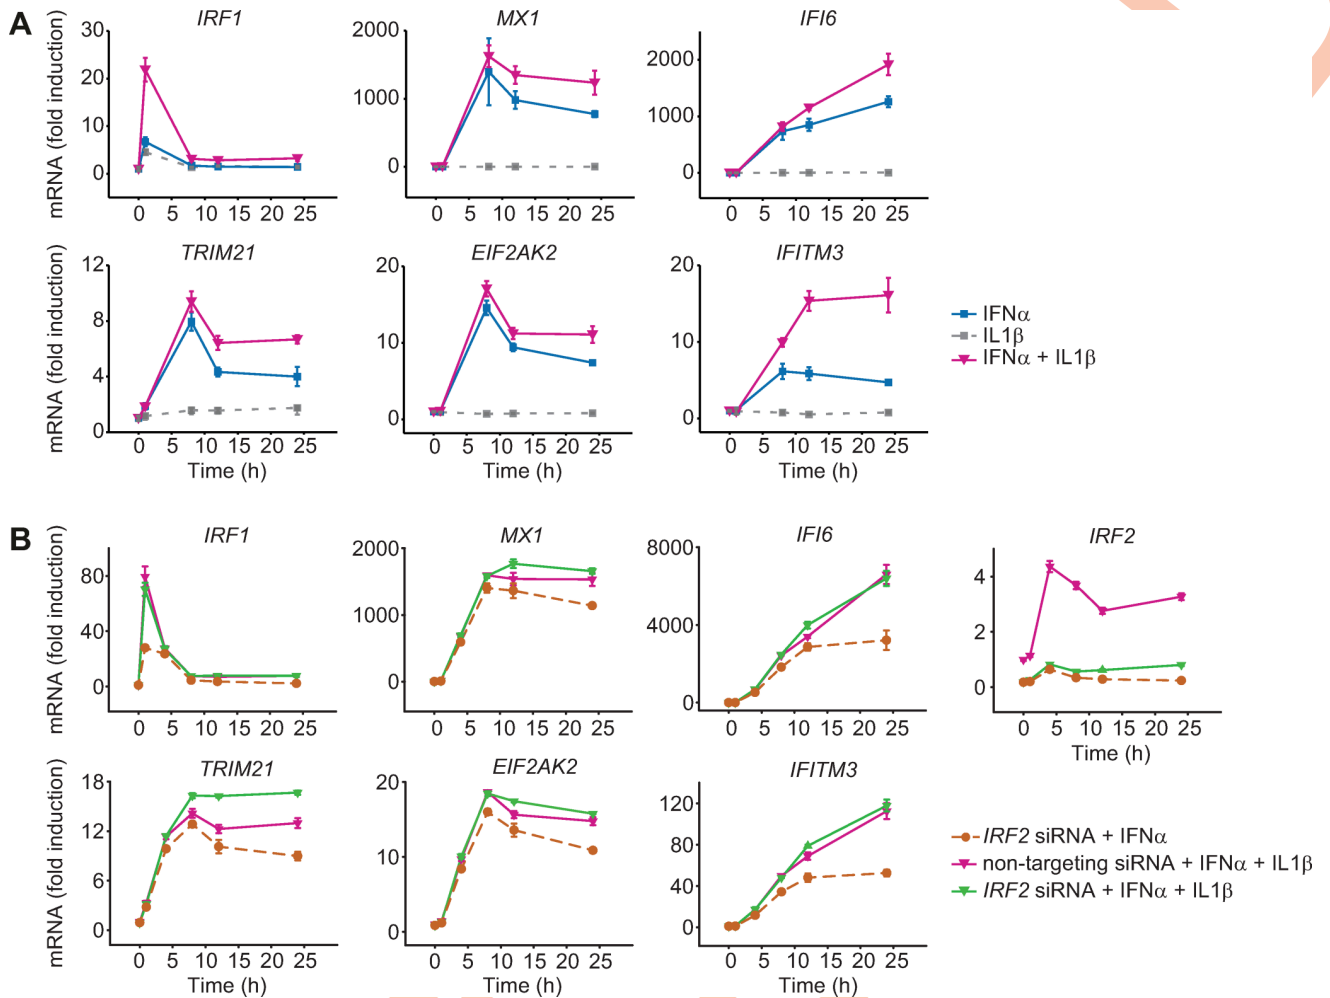 A
IRF1
MX1
IFI6
mRNA (fold induction)
30
20
10
0
0 5 10 15 20 25
2000
1000
0
0 5 10 15 20 25
2000
1000
0
0 5 10 15 20 25
TRIM21
EIF2AK2
IFITM3
mRNA (fold induction)
12
8
4
0
0 5 10 15 20 25
Time (h)
20
10
0
0 5 10 15 20 25
Time (h)
20
10
0
0 5 10 15 20 25
Time (h)
IFNα
IL1β
IFNα + IL1β
B
IRF1
MX1
IFI6
IRF2
mRNA (fold induction)
80
40
0
0 5 10 15 20 25
2000
1000
0
0 5 10 15 20 25
8000
4000
0
0 5 10 15 20 25
4
2
0
0 5 10 15 20 25
Time (h)
TRIM21
EIF2AK2
IFITM3
mRNA (fold induction)
18
12
6
0
0 5 10 15 20 25
Time (h)
20
10
0
0 5 10 15 20 25
Time (h)
120
80
40
0
0 5 10 15 20 25
Time (h)
IRF2 siRNA + IFNα
non-targeting siRNA + IFNα + IL1β
IRF2 siRNA + IFNα + IL1β